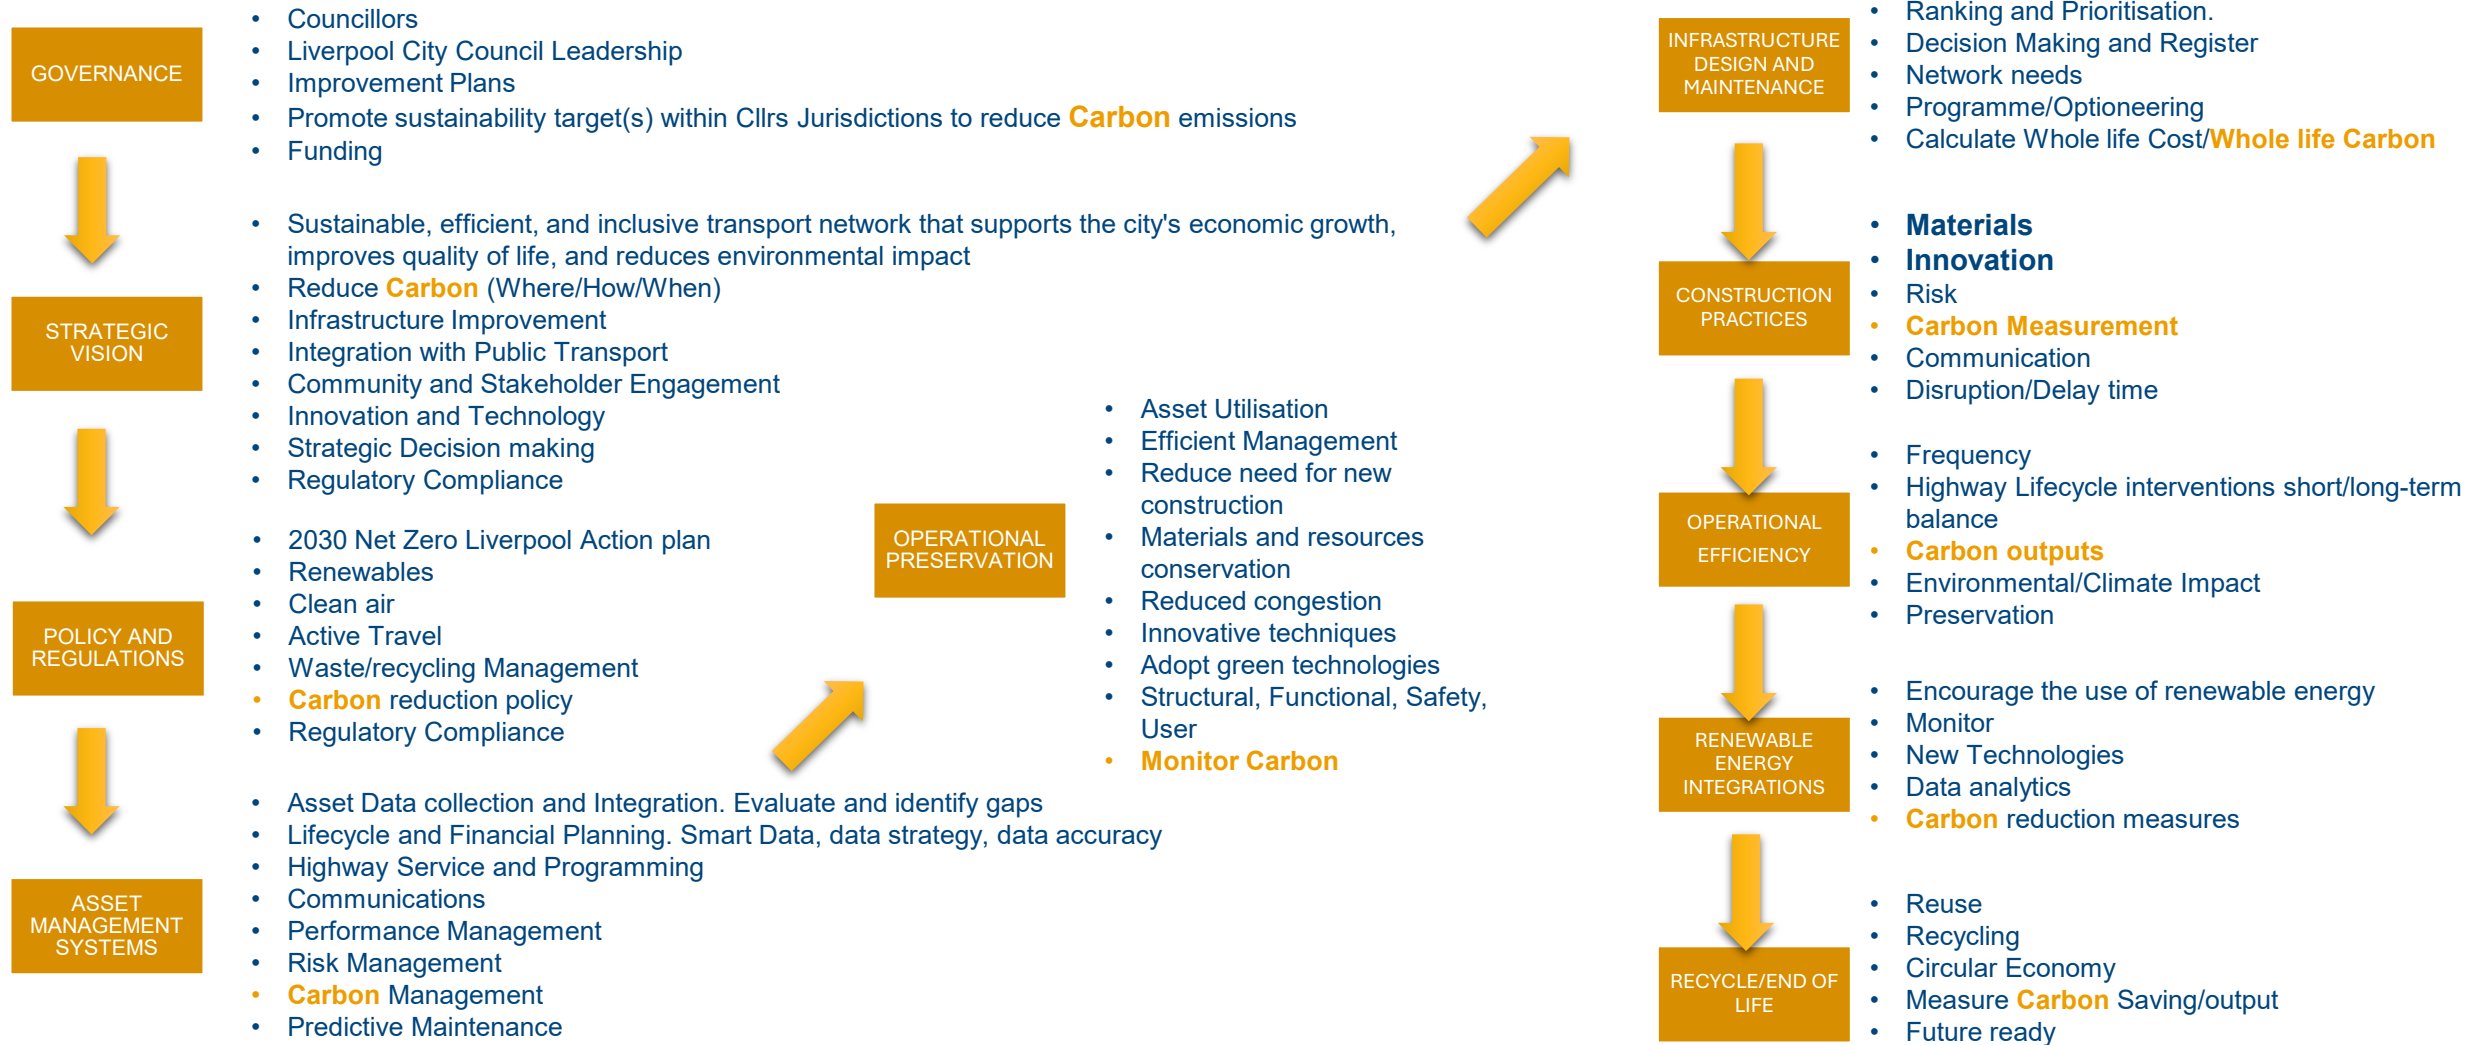 GOVERNANCE
• Councillors
• Liverpool City Council Leadership
• Improvement Plans
• Promote sustainability target(s) within Cllrs Jurisdictions to reduce Carbon emissions
• Funding
STRATEGIC
VISION
• Sustainable, efficient, and inclusive transport network that supports the city's economic growth,
improves quality of life, and reduces environmental impact
• Reduce Carbon (Where/How/When)
• Infrastructure Improvement
• Integration with Public Transport
• Community and Stakeholder Engagement
• Innovation and Technology
• Strategic Decision making
• Regulatory Compliance
POLICY AND
REGULATIONS
• 2030 Net Zero Liverpool Action plan
• Renewables
• Clean air
• Active Travel
• Waste/recycling Management
• Carbon reduction policy
• Regulatory Compliance
ASSET
MANAGEMENT
SYSTEMS
• Asset Data collection and Integration. Evaluate and identify gaps
• Lifecycle and Financial Planning. Smart Data, data strategy, data accuracy
• Highway Service and Programming
• Communications
• Performance Management
• Risk Management
• Carbon Management
• Predictive Maintenance
OPERATIONAL
PRESERVATION
• Asset Utilisation
• Efficient Management
• Reduce need for new
construction
• Materials and resources
conservation
• Reduced congestion
• Innovative techniques
• Adopt green technologies
• Structural, Functional, Safety,
User
• Monitor Carbon
INFRASTRUCTURE
DESIGN AND
MAINTENANCE
• Ranking and Prioritisation.
• Decision Making and Register
• Network needs
• Programme/Optioneering
• Calculate Whole life Cost/Whole life Carbon
CONSTRUCTION
PRACTICES
• Materials
• Innovation
• Risk
• Carbon Measurement
• Communication
• Disruption/Delay time
OPERATIONAL
EFFICIENCY
• Frequency
• Highway Lifecycle interventions short/long-term
balance
• Carbon outputs
• Environmental/Climate Impact
• Preservation
RENEWABLE
ENERGY
INTEGRATIONS
• Encourage the use of renewable energy
• Monitor
• New Technologies
• Data analytics
• Carbon reduction measures
RECYCLE/END OF
LIFE
• Reuse
• Recycling
• Circular Economy
• Measure Carbon Saving/output
• Future ready